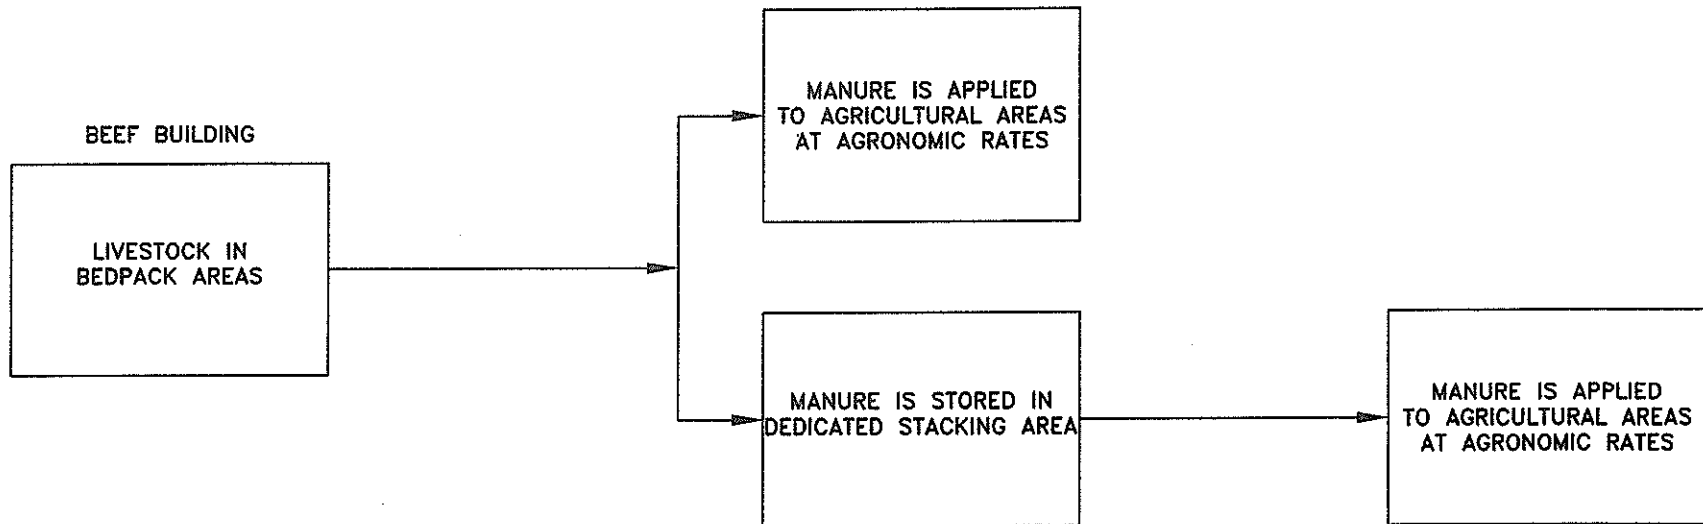 BEEF BUILDING
LIVESTOCK IN
BEDPACK AREAS
MANURE IS APPLIED
TO AGRICULTURAL AREAS
AT AGRONOMIC RATES
MANURE IS STORED IN
DEDICATED STACKING AREA
MANURE IS APPLIED
TO AGRICULTURAL AREAS
AT AGRONOMIC RATES